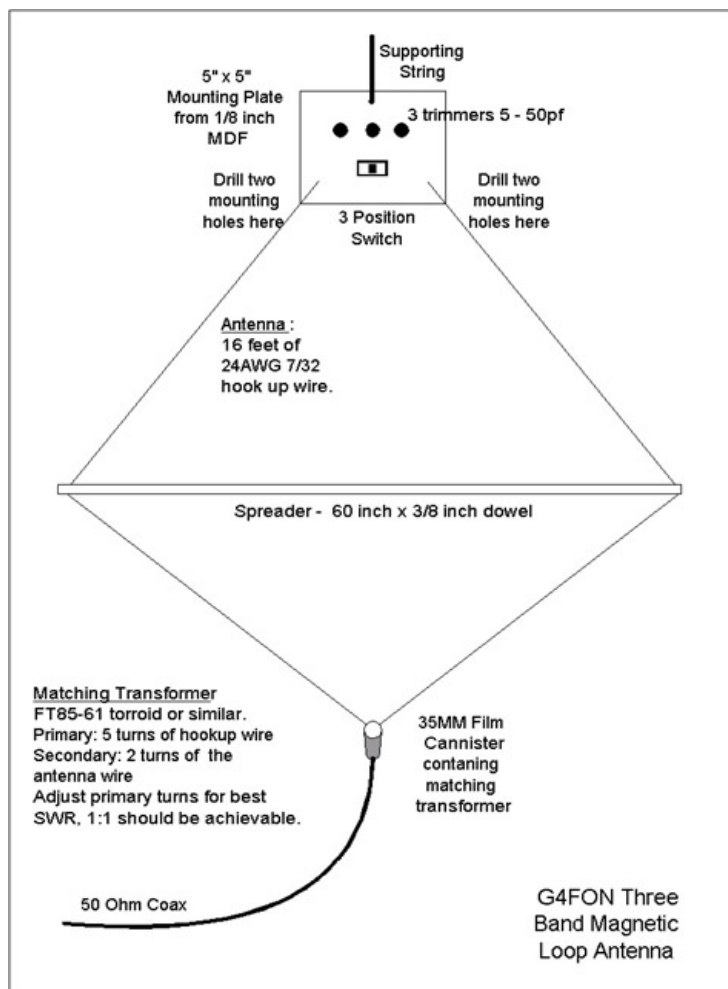 Supporting
String
5" x 5"
Mounting Plate
from 1/8 inch
MDF
3 trimmers 5 - 50pf
Drill two
mounting
holes here
Drill two
mounting
holes here
3 Position
Switch
Antenna :
16 feet of
24AWG 7/32
hook up wire.
Spreader - 60 inch x 3/8 inch dowel
Matching Transformer
FT85-61 torroid or similar.
Primary: 5 turns of hookup wire
Secondary: 2 turns of the
antenna wire
Adjust primary turns for best
SWR, 1:1 should be achievable.
35MM Film
Cannister
contaning
matching
transformer
50 Ohm Coax
G4FON Three
Band Magnetic
Loop Antenna